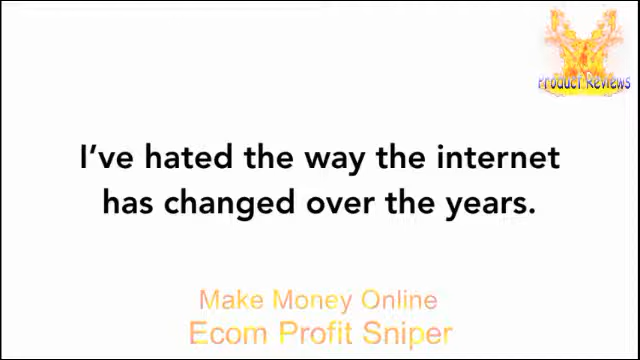 Product Reviews
I've hated the way the internet
has changed over the years.
Make Money Online
Ecom Profit Sniper